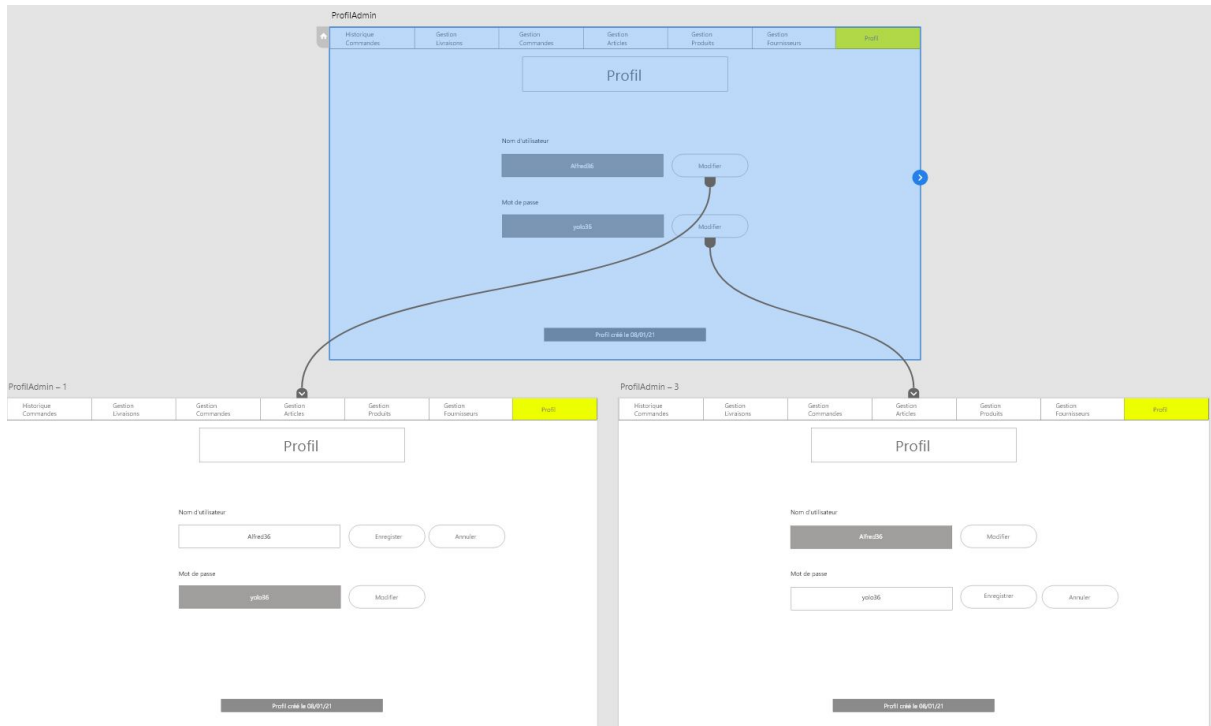 ProfilAdmin
Historique Commandes
Gestion Livraisons
Gestion Commandes
Gestion Articles
Gestion Produits
Gestion Fournisseurs
Profil
Profil
Nom d'utilisateur
Alfred36
Modifier
Mot de passe
yolo36
Modifier
Profil créé le 08/01/21
ProfilAdmin – 1
Historique Commandes
Gestion Livraisons
Gestion Commandes
Gestion Articles
Gestion Produits
Gestion Fournisseurs
Profil
Profil
Nom d'utilisateur
Alfred36
Enregister
Annuler
Mot de passe
yolo36
Modifier
Profil créé le 08/01/21
ProfilAdmin – 3
Historique Commandes
Gestion Livraisons
Gestion Commandes
Gestion Articles
Gestion Produits
Gestion Fournisseurs
Profil
Profil
Nom d'utilisateur
Alfred36
Modifier
Mot de passe
yolo36
Enregistrer
Annuler
Profil créé le 08/01/21